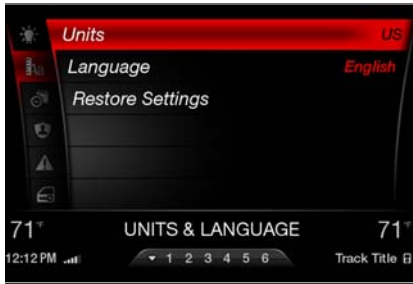 Units US
Language English
Restore Settings
71°F UNITS & LANGUAGE 71°F
12:12 PM 1 2 3 4 5 6 Track Title